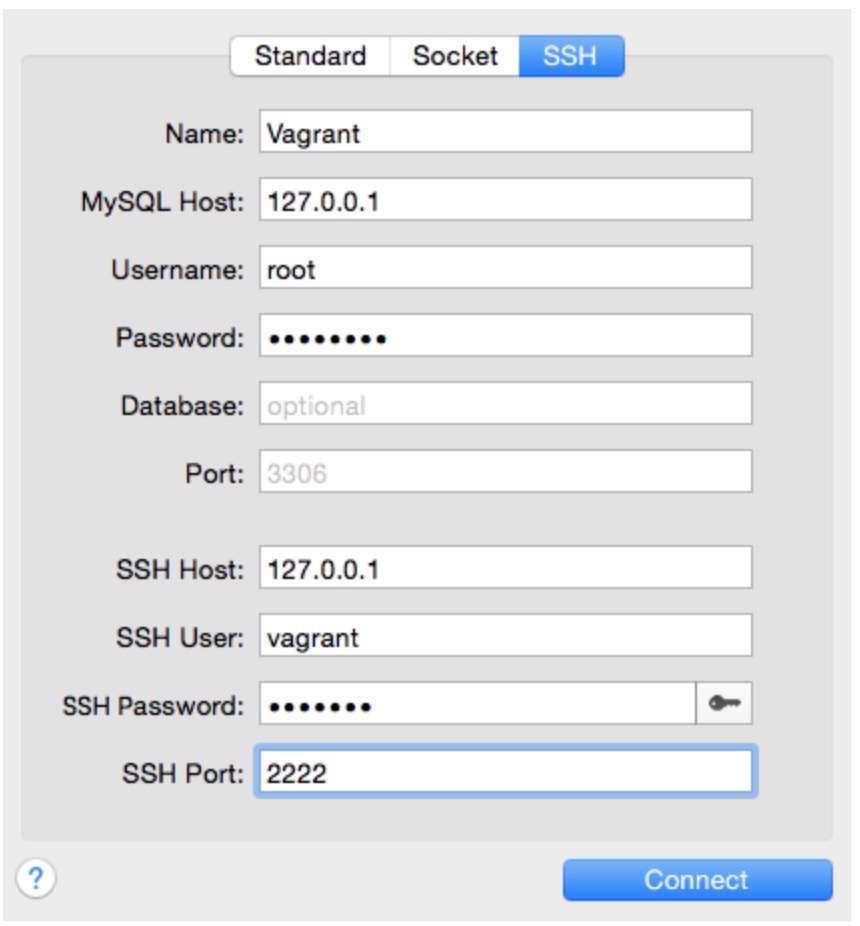 Standard Socket SSH
Name: Vagrant
MySQL Host: 127.0.0.1
Username: root
Password: ••••••••
Database: optional
Port: 3306
SSH Host: 127.0.0.1
SSH User: vagrant
SSH Password: •••••••
SSH Port: 2222
? Connect